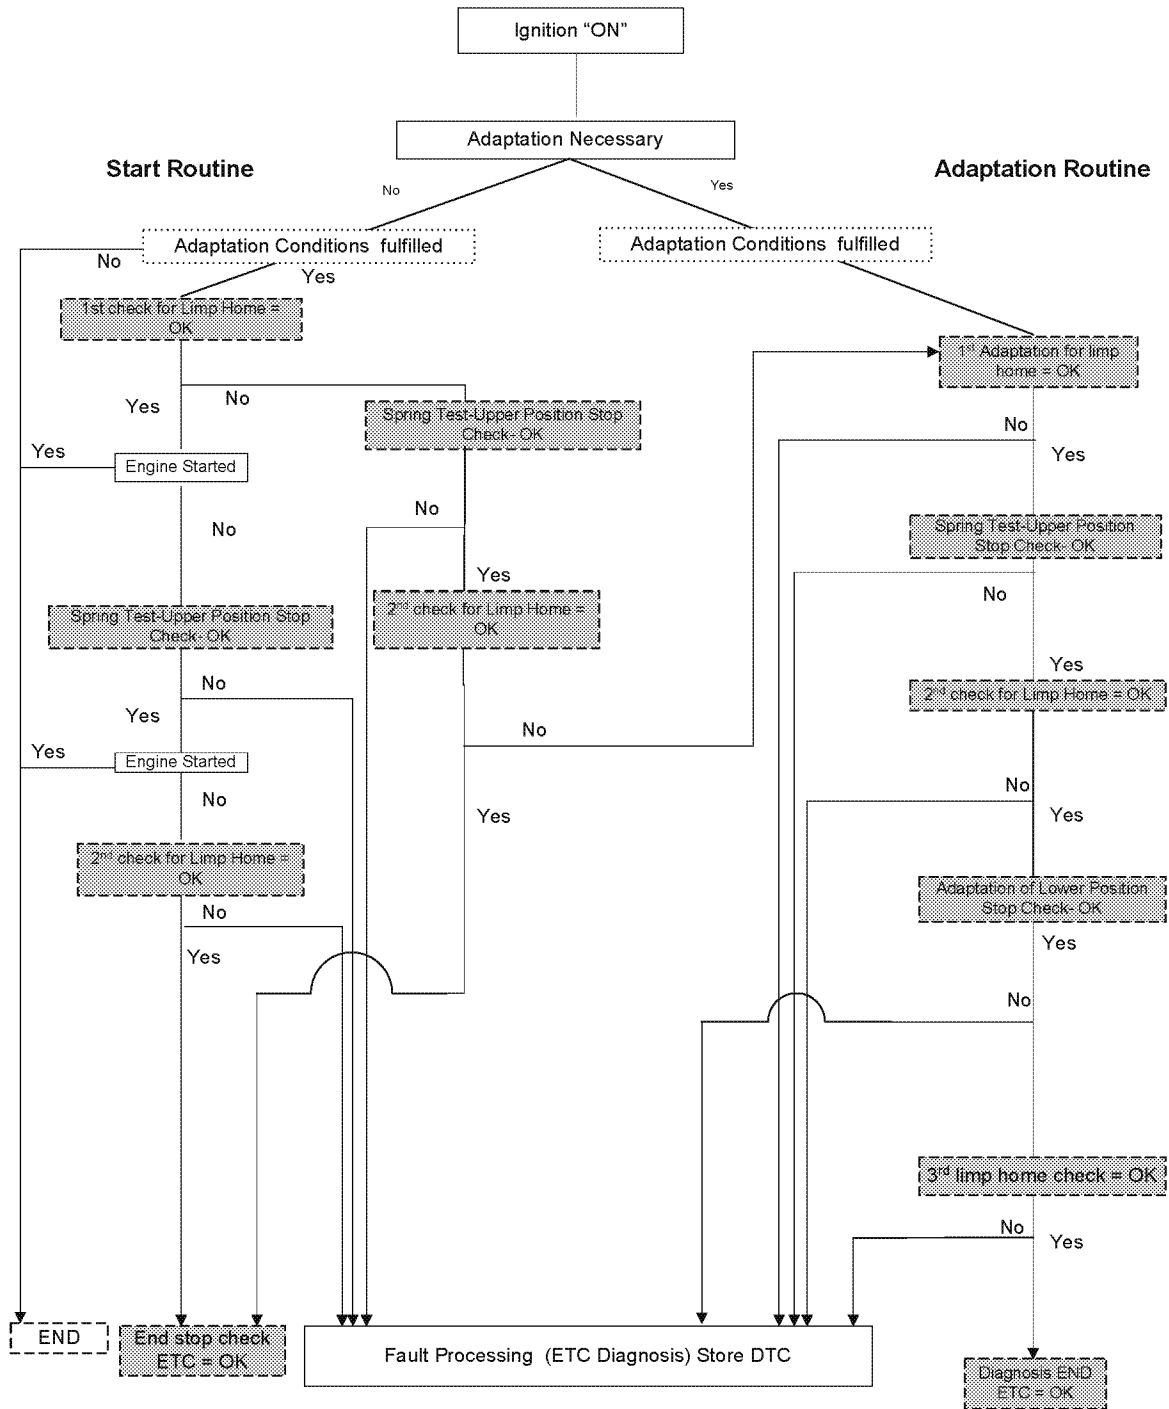 Ignition “ON”
Adaptation Necessary
Start Routine
Adaptation Routine
No
Yes
Adaptation Conditions fulfilled
Adaptation Conditions fulfilled
No
Yes
1st check for Limp Home =
OK
1st Adaptation for limp
home = OK
Yes
No
Spring Test-Upper Position Stop
Check- OK
No
Yes
Yes
Engine Started
No
No
Spring Test-Upper Position
Stop Check- OK
Yes
No
2nd check for Limp Home =
OK
Spring Test-Upper Position Stop
Check- OK
Yes
No
2nd check for Limp Home = OK
Yes
No
Yes
Engine Started
No
No
Yes
Yes
2nd check for Limp Home =
OK
Adaptation of Lower Position
Stop Check- OK
No
Yes
Yes
No
3rd limp home check = OK
No
Yes
END
End stop check
ETC = OK
Fault Processing (ETC Diagnosis) Store DTC
Diagnosis END
ETC = OK